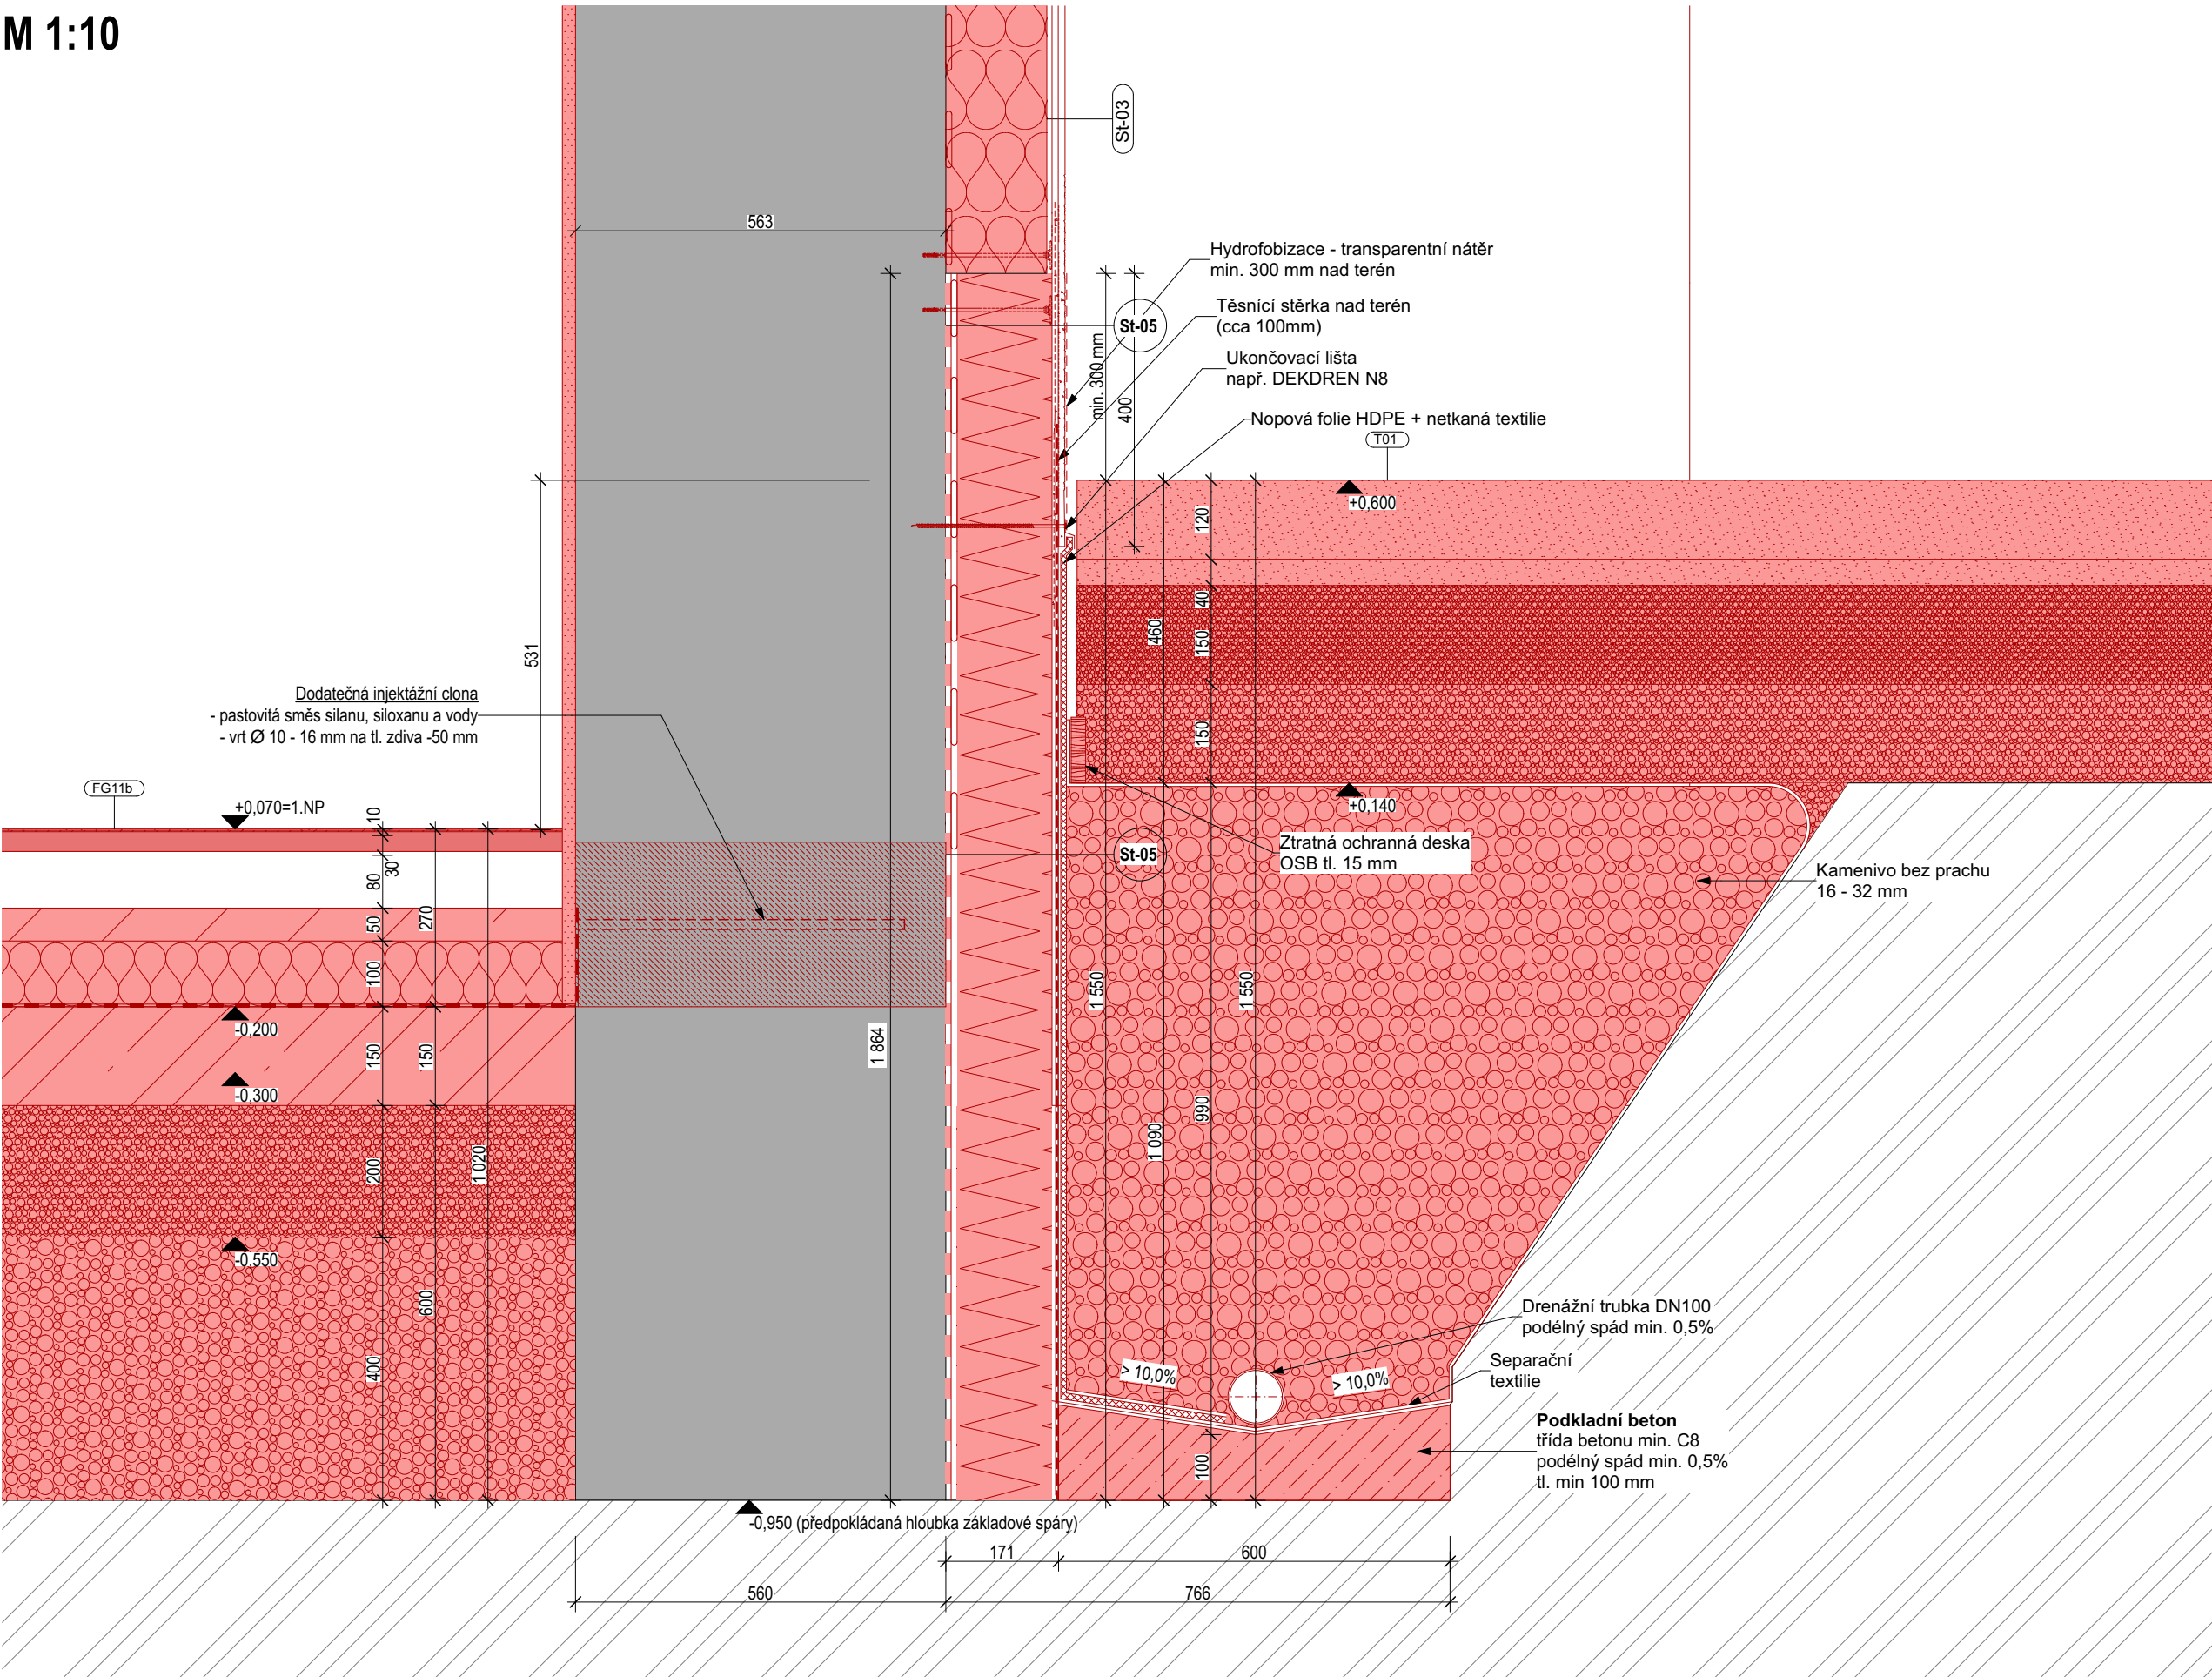 M 1:10
St-03
563
Hydrofobizace - transparentní nátěr
min. 300 mm nad terén
Těsnící stěrka nad terén
(cca 100mm)
St-05
min. 300 mm
400
Ukončovací lišta
např. DEKDREN N8
Nopová folie HDPE + netkaná textilie
T01
+0,600
120
40
460
150
150
531
Dodatečná injektážní clona
- pastovitá směs silanu, siloxanu a vody
- vrt Ø 10 - 16 mm na tl. zdiva -50 mm
FG11b
+0,070=1.NP
10
30
80
50
270
100
+0,140
Ztratná ochranná deska
OSB tl. 15 mm
St-05
Kamenivo bez prachu
16 - 32 mm
-0,200
150
150
-0,300
1 864
1 550
1 550
1 090
990
200
1 020
-0,550
600
400
Drenážní trubka DN100
podélný spád min. 0,5%
Separační
textilie
> 10,0%
> 10,0%
Podkladní beton
třída betonu min. C8
podélný spád min. 0,5%
tl. min 100 mm
100
-0,950 (předpokládaná hloubka základové spáry)
171
600
560
766